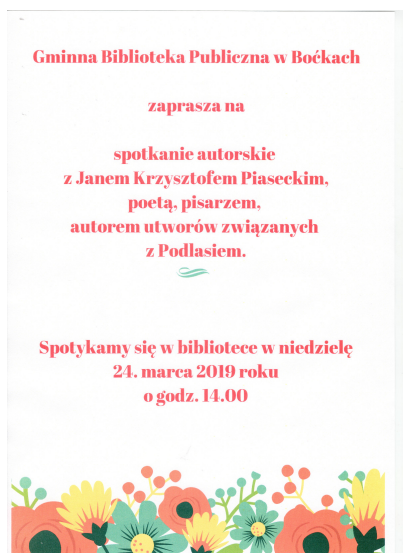 Gminna Biblioteka Publiczna w Boćkach
zaprasza na
spotkanie autorskie
z Janem Krzysztofem Piaseckim,
poetą, pisarzem,
autorem utworów związanych
z Podlasiem.
Spotykamy się w bibliotece w niedzielę
24. marca 2019 roku
o godz. 14.00